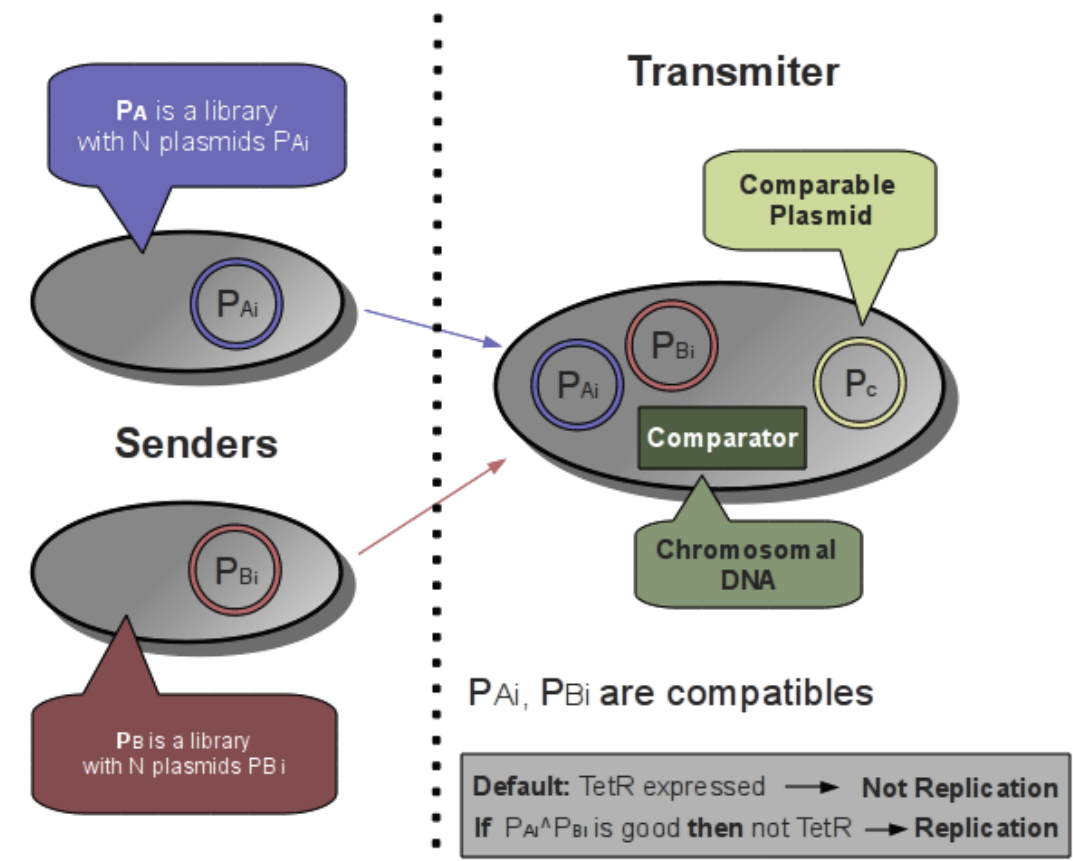 Transmiter
PA is a library
with N plasmids PAi
Comparable
Plasmid
PAi
PBi
PAi
Pc
Comparator
Senders
Chromosomal
DNA
PBi
PAi, PBi are compatibles
PB is a library
with N plasmids PB i
Default: TetR expressed → Not Replication
If PAi^PBi is good then not TetR → Replication